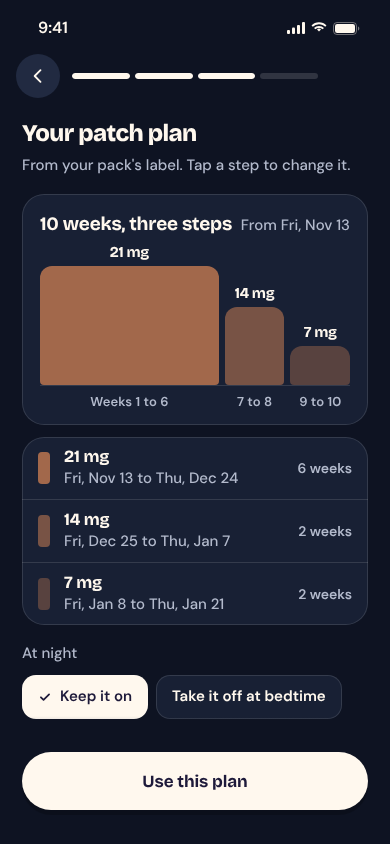 9:41
Your patch plan
From your pack's label. Tap a step to change it.
10 weeks, three steps From Fri, Nov 13
21 mg
14 mg
7 mg
Weeks 1 to 6 7 to 8 9 to 10
21 mg
Fri, Nov 13 to Thu, Dec 24
6 weeks
14 mg
Fri, Dec 25 to Thu, Jan 7
2 weeks
7 mg
Fri, Jan 8 to Thu, Jan 21
2 weeks
At night
Keep it on
Take it off at bedtime
Use this plan